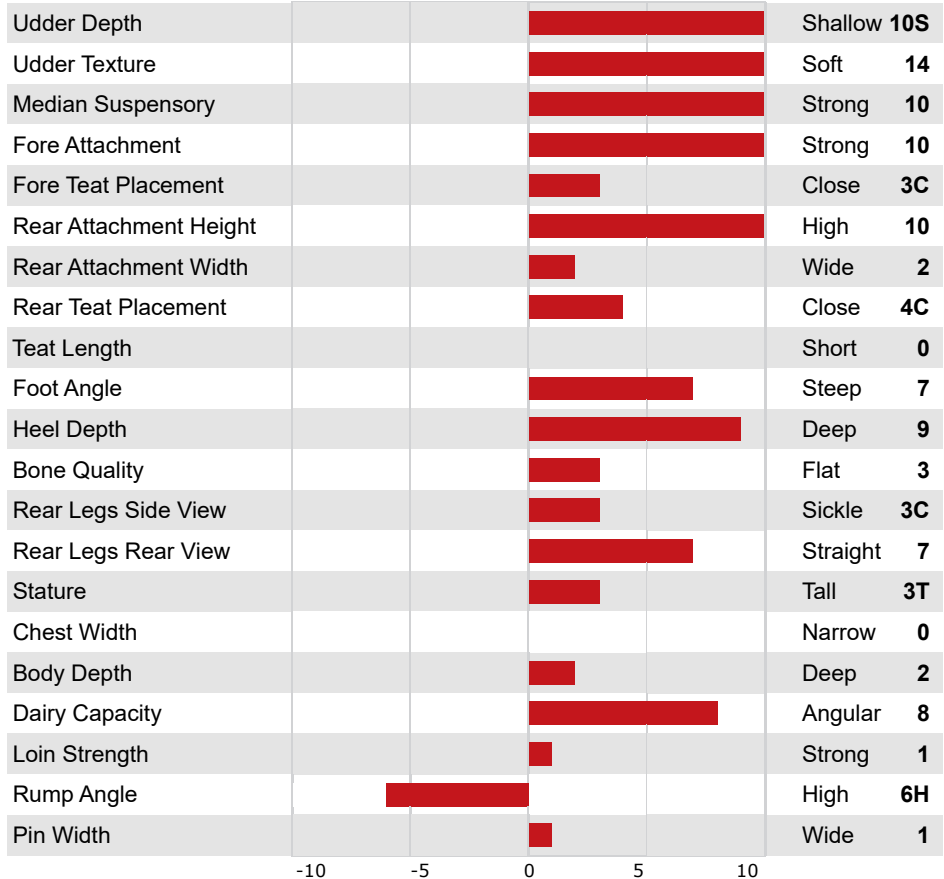 Udder Depth Shallow 10S
Udder Texture Soft 14
Median Suspensory Strong 10
Fore Attachment Strong 10
Fore Teat Placement Close 3C
Rear Attachment Height High 10
Rear Attachment Width Wide 2
Rear Teat Placement Close 4C
Teat Length Short 0
Foot Angle Steep 7
Heel Depth Deep 9
Bone Quality Flat 3
Rear Legs Side View Sickle 3C
Rear Legs Rear View Straight 7
Stature Tall 3T
Chest Width Narrow 0
Body Depth Deep 2
Dairy Capacity Angular 8
Loin Strength Strong 1
Rump Angle High 6H
Pin Width Wide 1
-10 -5 0 5 10